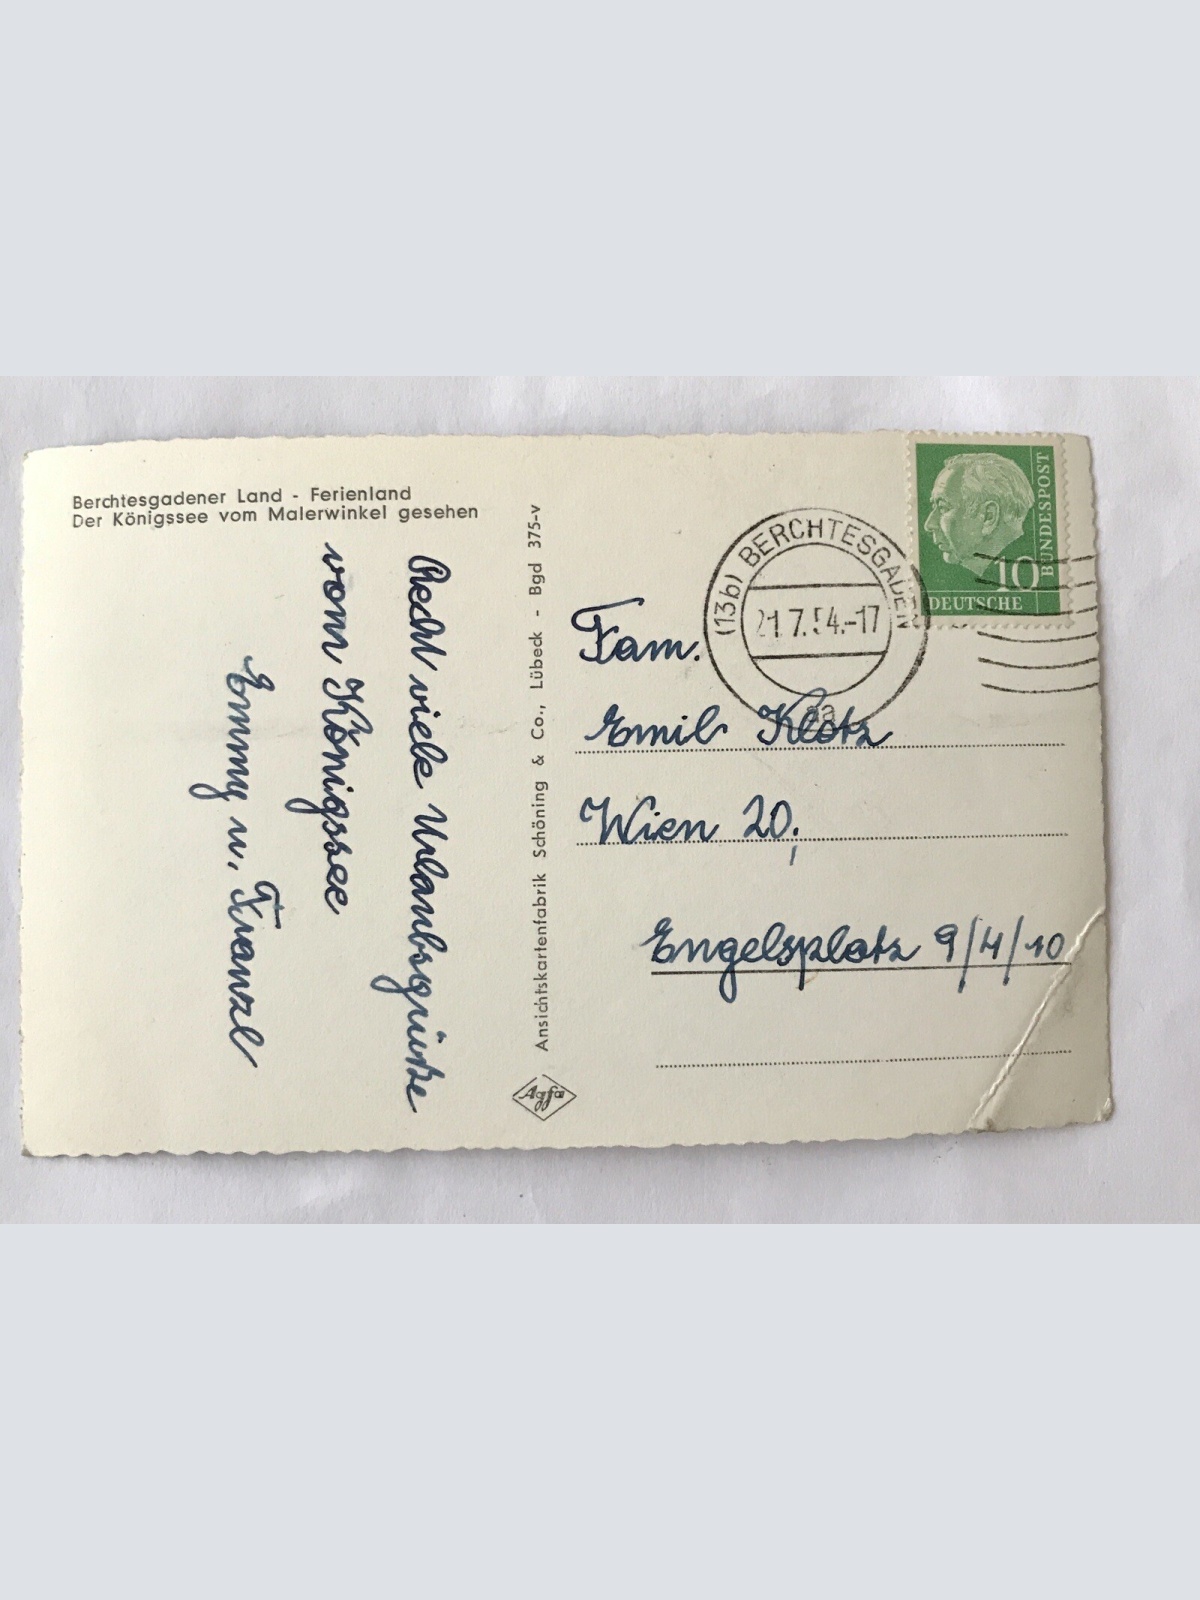 Berchtesgadener Land - Ferienland
Der Königssee vom Malerwinkel gesehen
Recht viele Urlaubsgrüße
vom Königssee
Emmy u. Franzl
Ansichtskartenfabrik Schöning & Co., Lübeck - Bgd 375-v
Agfa
(13b) BERCHTESGADEN
21.7.54.-17
aa
10
DEUTSCHE
BUNDESPOST
Fam.
Emil Klotz
Wien 20,
Engelsplatz 9/4/10